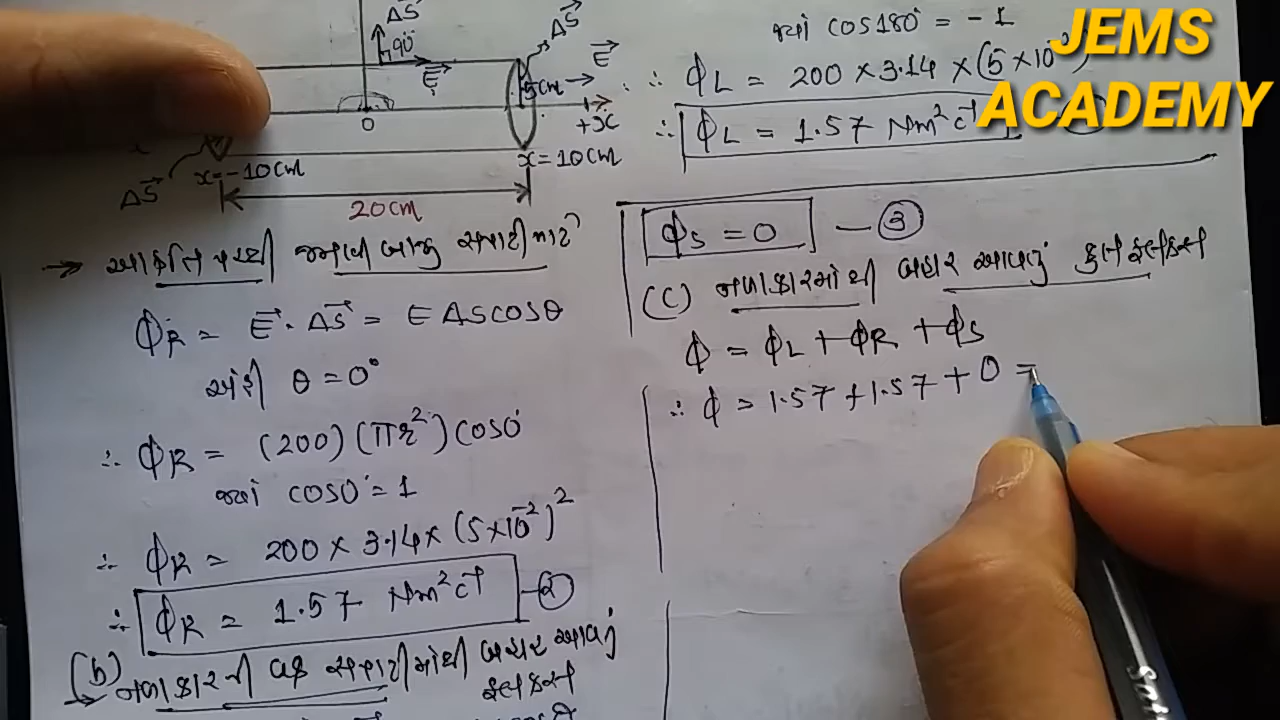 ΔS⃗
90°
E⃗
ΔS⃗
E⃗
5cm
0
+x
ΔS⃗
x=-10cm
x=10cm
20cm
→ આકૃતિ પરથી જમણી બાજુ સપાટી માટે
ϕR = E⃗ · ΔS⃗ = EΔScosθ
અહીં θ = 0°
∴ ϕR = (200) (πr²) cos0°
જ્યાં cos0° = 1
∴ ϕR = 200 × 3.14 × (5×10⁻²)²
∴ ϕR = 1.57 Nm²c⁻¹ — ૨
(b) નળાકારની વક્ર સપાટીમાંથી બહાર આવતું
ફ્લક્સ
જ્યાં cos180° = -1
∴ ϕL = 200 × 3.14 × (5 × 10
∴ ϕL = 1.57 Nm²c⁻¹
JEMS
ACADEMY
ϕS = 0 — ૩
(C) નળાકારમાંથી બહાર આવતું કુલ ફ્લક્સ
ϕ = ϕL + ϕR + ϕS
∴ ϕ = 1.57 + 1.57 + 0 =